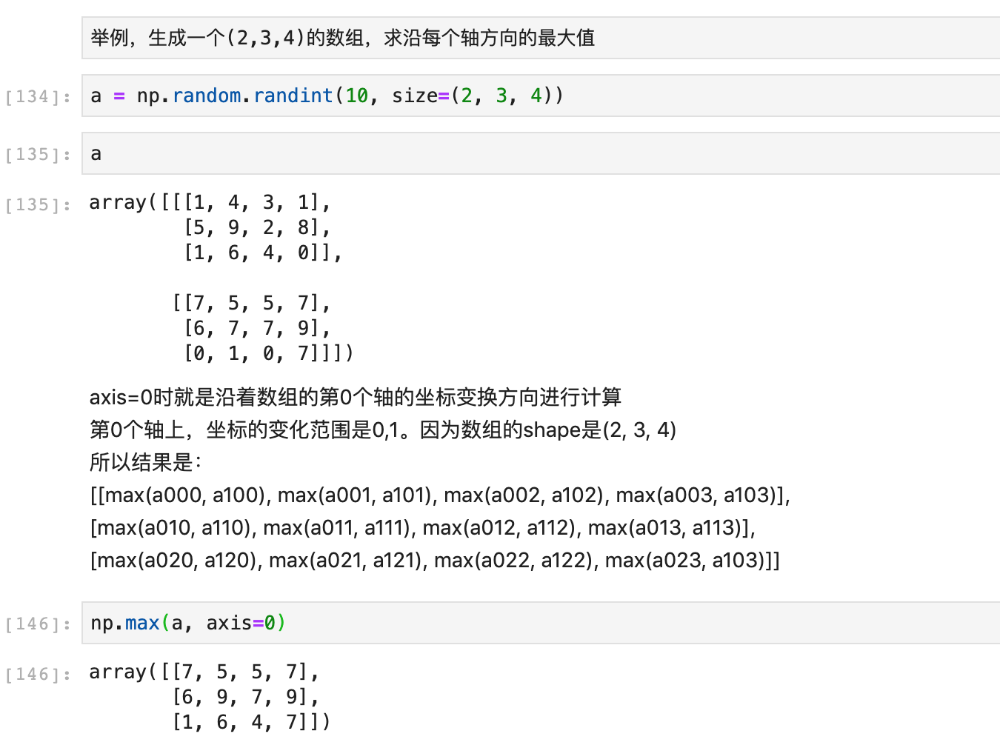 举例，生成一个(2,3,4)的数组，求沿每个轴方向的最大值
[134]: a = np.random.randint(10, size=(2, 3, 4))
[135]: a
[135]: array([[[1, 4, 3, 1],
[5, 9, 2, 8],
[1, 6, 4, 0]],
[[7, 5, 5, 7],
[6, 7, 7, 9],
[0, 1, 0, 7]]])
axis=0时就是沿着数组的第0个轴的坐标变换方向进行计算
第0个轴上，坐标的变化范围是0,1。因为数组的shape是(2, 3, 4)
所以结果是：
[[max(a000, a100), max(a001, a101), max(a002, a102), max(a003, a103)],
[max(a010, a110), max(a011, a111), max(a012, a112), max(a013, a113)],
[max(a020, a120), max(a021, a121), max(a022, a122), max(a023, a103)]]
[146]: np.max(a, axis=0)
[146]: array([[7, 5, 5, 7],
[6, 9, 7, 9],
[1, 6, 4, 7]])